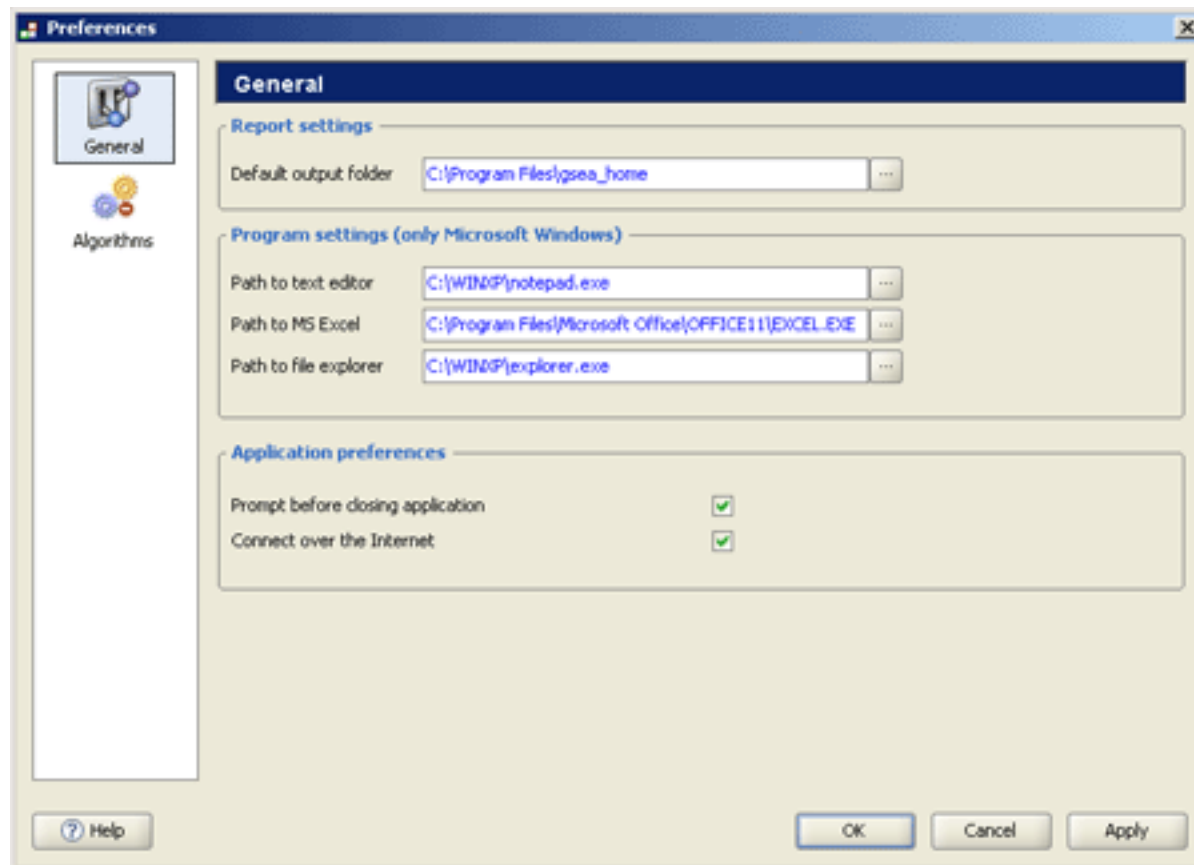 Preferences
General
Algorithms
General
Report settings
Default output folder C:\Program Files\gsea_home ...
Program settings (only Microsoft Windows)
Path to text editor C:\WINXP\notepad.exe ...
Path to MS Excel C:\Program Files\Microsoft Office\OFFICE11\EXCEL.EXE ...
Path to file explorer C:\WINXP\explorer.exe ...
Application preferences
Prompt before closing application
Connect over the Internet
? Help OK Cancel Apply